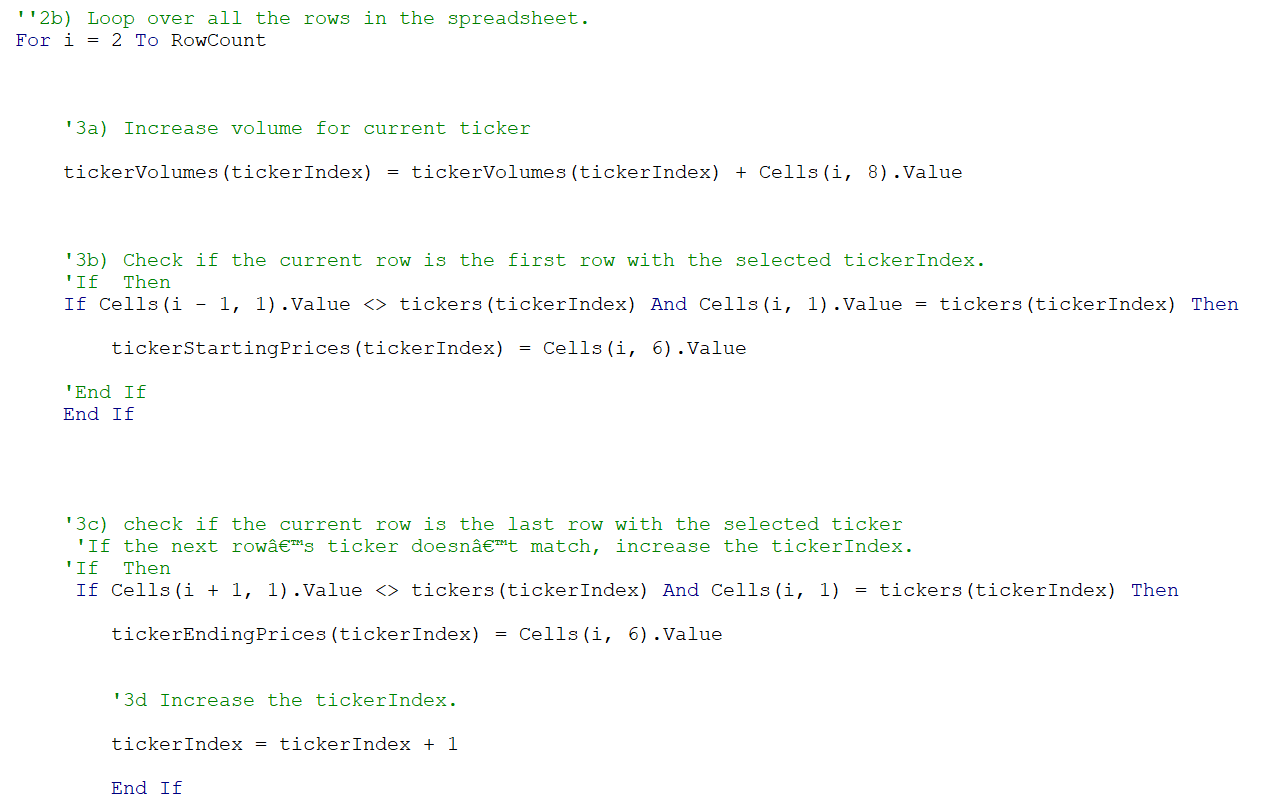 ''2b) Loop over all the rows in the spreadsheet.
For i = 2 To RowCount
'3a) Increase volume for current ticker
tickerVolumes(tickerIndex) = tickerVolumes(tickerIndex) + Cells(i, 8).Value
'3b) Check if the current row is the first row with the selected tickerIndex.
'If  Then
If Cells(i - 1, 1).Value <> tickers(tickerIndex) And Cells(i, 1).Value = tickers(tickerIndex) Then
tickerStartingPrices(tickerIndex) = Cells(i, 6).Value
'End If
End If
'3c) check if the current row is the last row with the selected ticker
'If the next rowâ€™s ticker doesnâ€™t match, increase the tickerIndex.
'If  Then
If Cells(i + 1, 1).Value <> tickers(tickerIndex) And Cells(i, 1) = tickers(tickerIndex) Then
tickerEndingPrices(tickerIndex) = Cells(i, 6).Value
'3d Increase the tickerIndex.
tickerIndex = tickerIndex + 1
End If